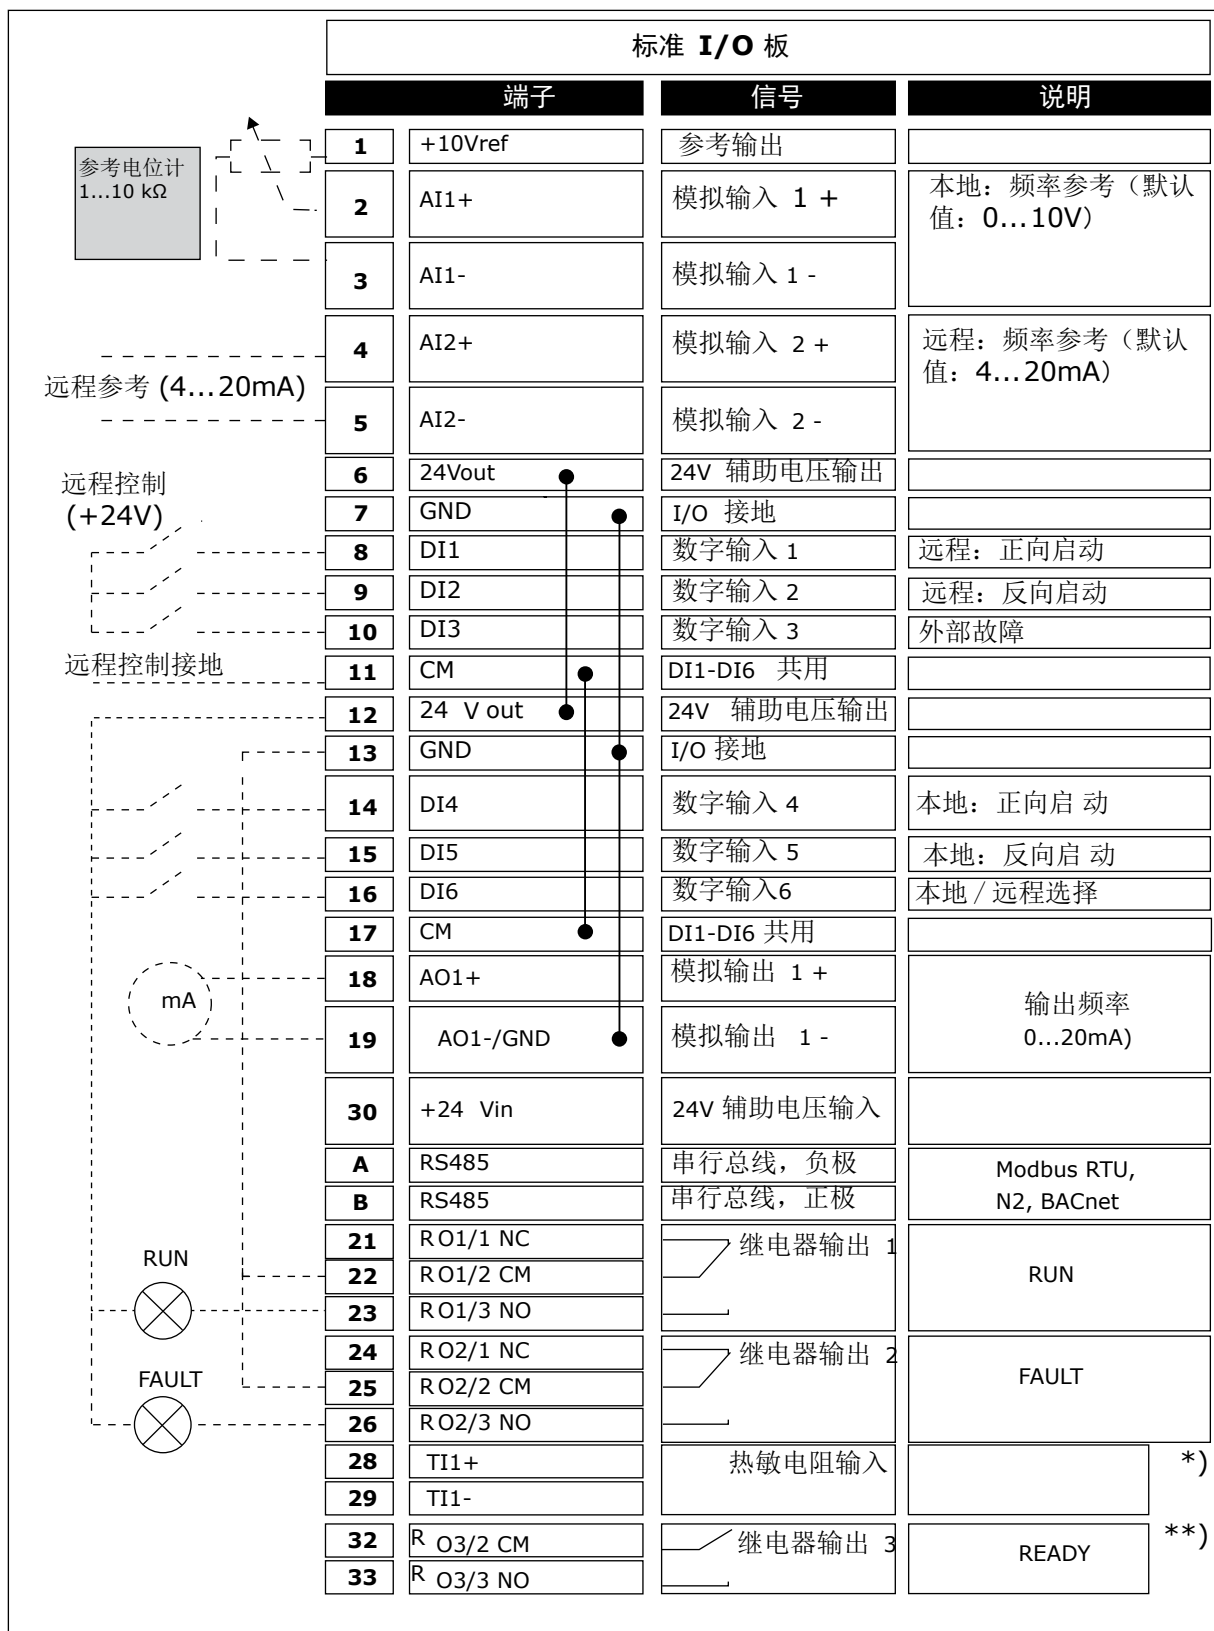 标准 I/O 板
端子 信号 说明
参考电位计
1...10 kΩ
1 +10Vref 参考输出
2 AI1+ 模拟输入 1 + 本地：频率参考（默认
值：0...10V）
3 AI1- 模拟输入 1 -
4 AI2+ 模拟输入 2 + 远程：频率参考（默认
值：4...20mA）
远程参考 (4...20mA)
5 AI2- 模拟输入 2 -
远程控制
(+24V)
6 24Vout 24V 辅助电压输出
7 GND I/O 接地
8 DI1 数字输入 1 远程：正向启动
9 DI2 数字输入 2 远程：反向启动
10 DI3 数字输入 3 外部故障
远程控制接地
11 CM DI1-DI6 共用
12 24 V out 24V 辅助电压输出
13 GND I/O 接地
14 DI4 数字输入 4 本地：正向启 动
15 DI5 数字输入 5 本地：反向启 动
16 DI6 数字输入6 本地 / 远程选择
17 CM DI1-DI6 共用
mA
18 AO1+ 模拟输出 1 + 输出频率
19 AO1-/GND 模拟输出 1 - 0...20mA)
30 +24 Vin 24V 辅助电压输入
A RS485 串行总线，负极 Modbus RTU,
B RS485 串行总线，正极 N2, BACnet
RUN
21 RO1/1 NC 继电器输出 1
22 RO1/2 CM RUN
23 RO1/3 NO
24 RO2/1 NC 继电器输出 2
FAULT
25 RO2/2 CM FAULT
26 RO2/3 NO
28 TI1+ 热敏电阻输入 *)
29 TI1-
32 R O3/2 CM 继电器输出 3 READY **)
33 R O3/3 NO